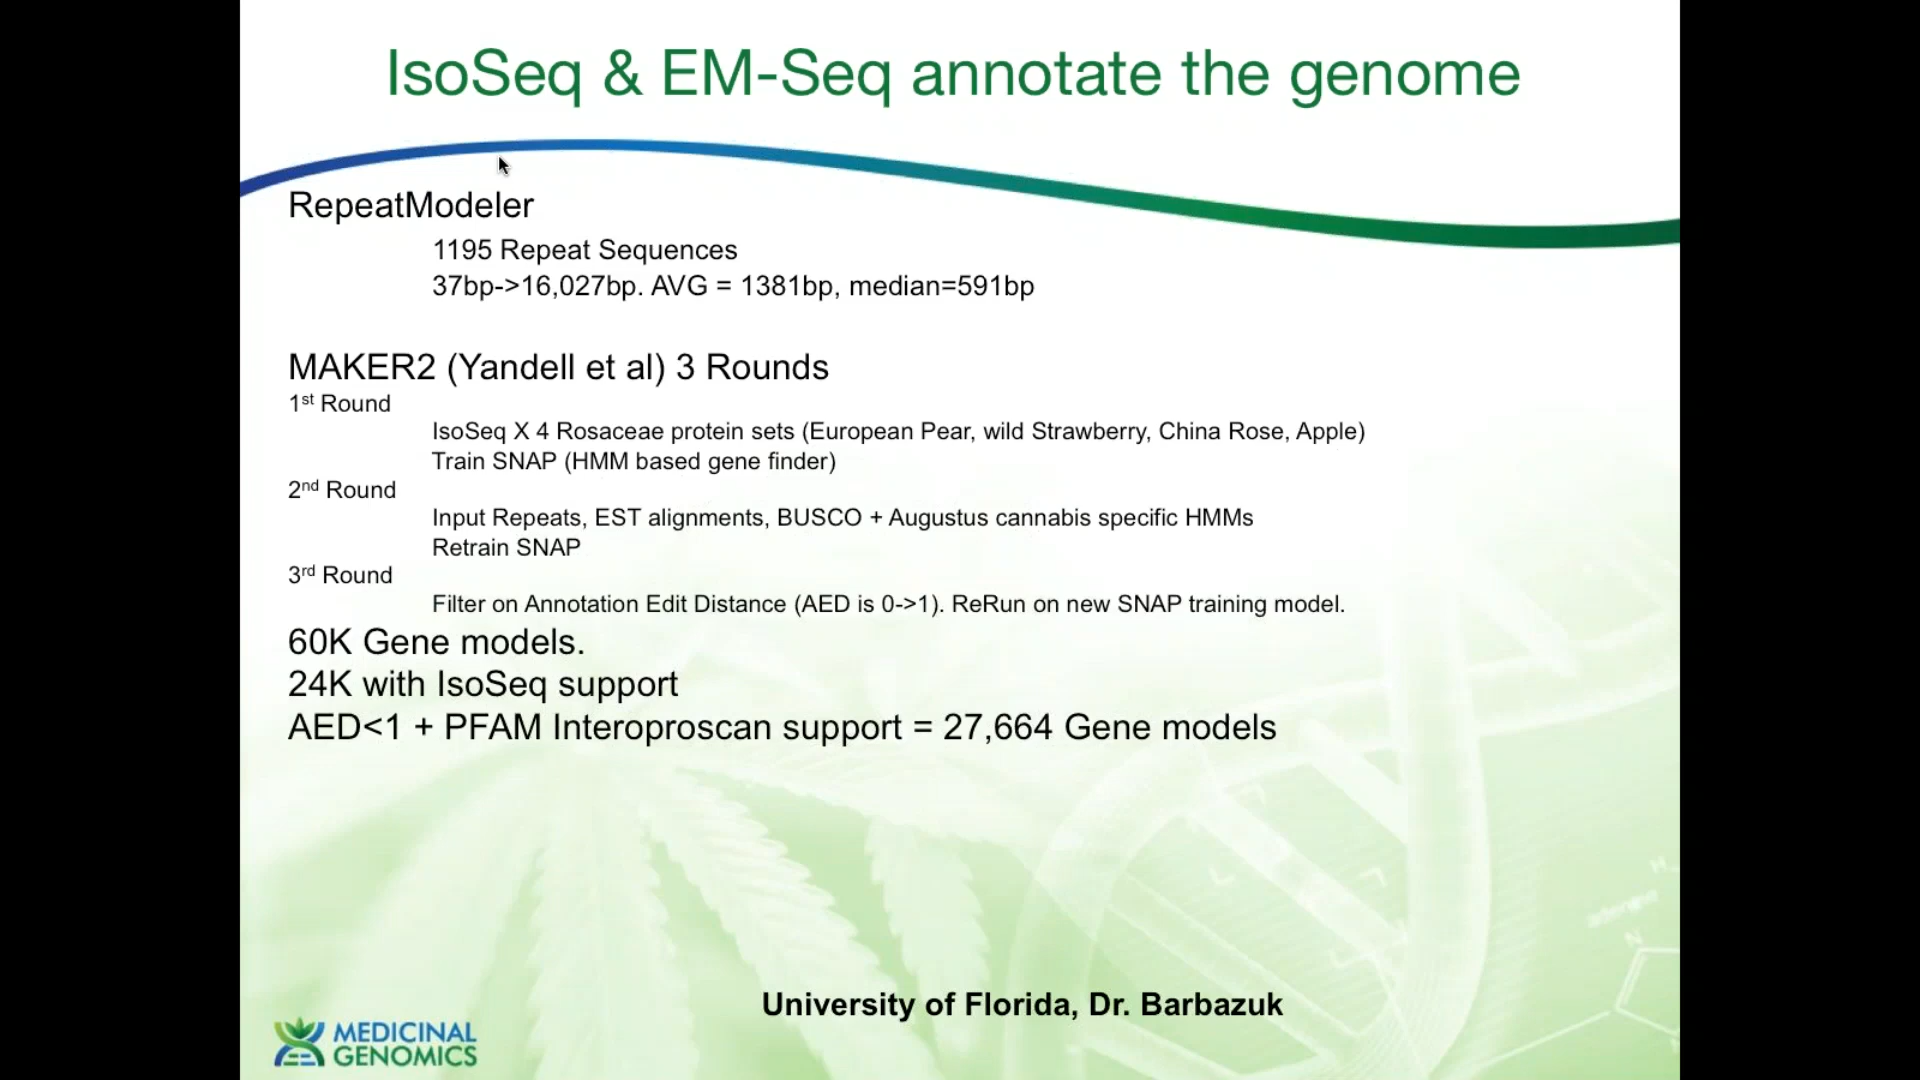 IsoSeq & EM-Seq annotate the genome
RepeatModeler
1195 Repeat Sequences
37bp->16,027bp. AVG = 1381bp, median=591bp
MAKER2 (Yandell et al) 3 Rounds
1st Round
IsoSeq X 4 Rosaceae protein sets (European Pear, wild Strawberry, China Rose, Apple)
Train SNAP (HMM based gene finder)
2nd Round
Input Repeats, EST alignments, BUSCO + Augustus cannabis specific HMMs
Retrain SNAP
3rd Round
Filter on Annotation Edit Distance (AED is 0->1). ReRun on new SNAP training model.
60K Gene models.
24K with IsoSeq support
AED<1 + PFAM Interoproscan support = 27,664 Gene models
University of Florida, Dr. Barbazuk
MEDICINAL
GENOMICS